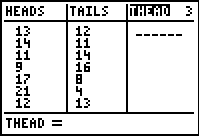 HEADS TAILS THEAD 3
13 12 ------
14 11
11 14
9 16
17 8
21 4
12 13
THEAD =